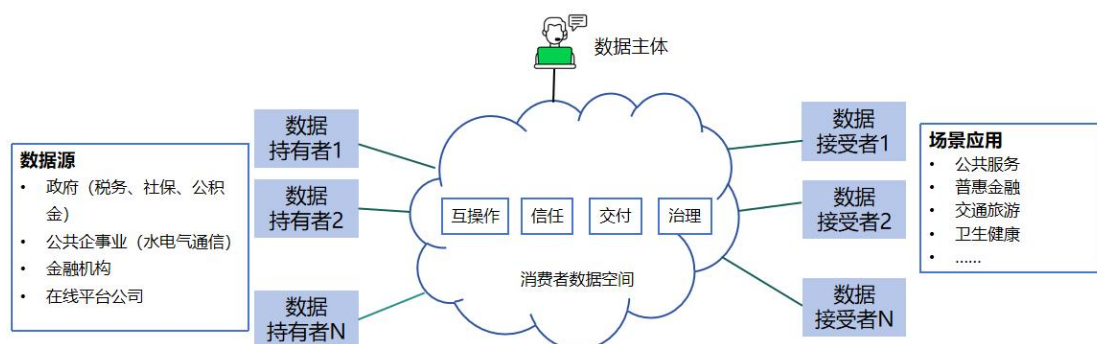 数据主体
数据
持有者1
数据
接受者1
数据源
• 政府（税务、社保、公积
金）
• 公共企事业（水电气通信）
• 金融机构
• 在线平台公司
数据
持有者2
互操作
信任
交付
治理
数据
接受者2
场景应用
• 公共服务
• 普惠金融
• 交通旅游
• 卫生健康
• ......
消费者数据空间
数据
持有者N
数据
接受者N